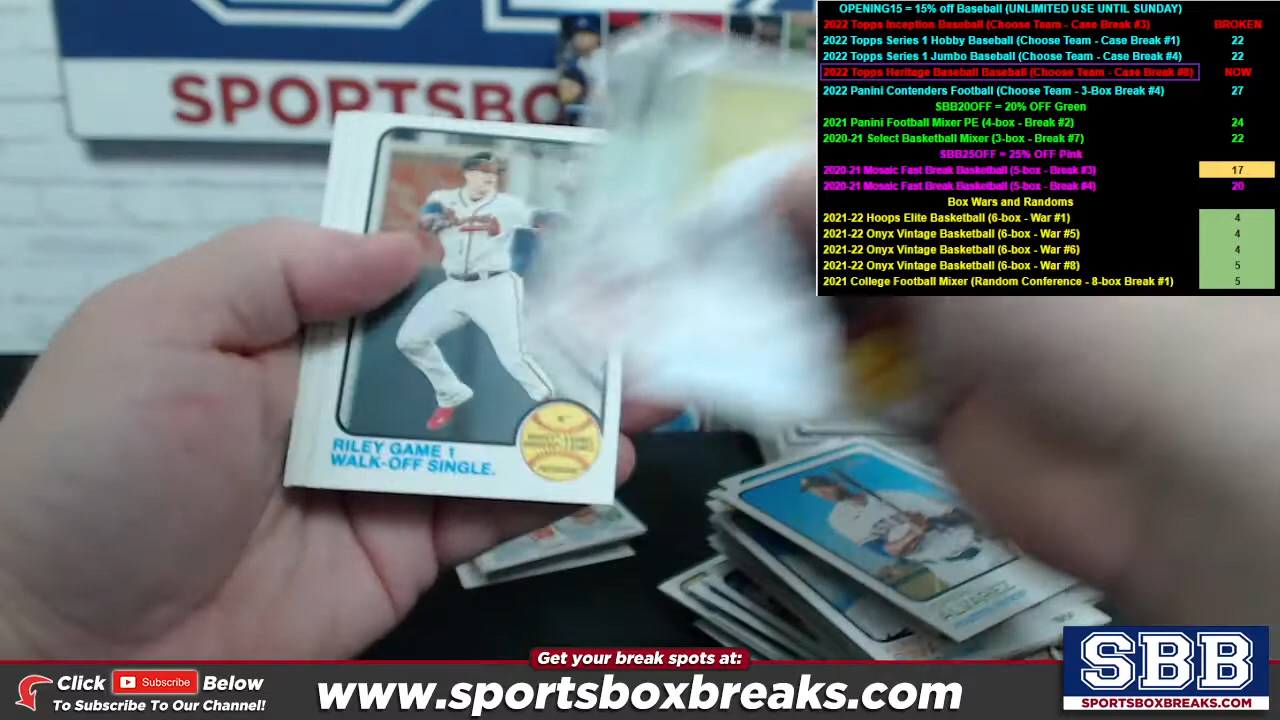 OPENING15 = 15% off Baseball (UNLIMITED USE UNTIL SUNDAY)
2022 Topps Inception Baseball (Choose Team - Case Break #3) BROKEN
2022 Topps Series 1 Hobby Baseball (Choose Team - Case Break #1) 22
2022 Topps Series 1 Jumbo Baseball (Choose Team - Case Break #4) 22
2022 Topps Heritage Baseball Baseball (Choose Team - Case Break #8) NOW
2022 Panini Contenders Football (Choose Team - 3-Box Break #4) 27
SBB20OFF = 20% OFF Green
2021 Panini Football Mixer PE (4-box - Break #2) 24
2020-21 Select Basketball Mixer (3-box - Break #7) 22
SBB25OFF = 25% OFF Pink
2020-21 Mosaic Fast Break Basketball (5-box - Break #3) 17
2020-21 Mosaic Fast Break Basketball (5-box - Break #4) 20
Box Wars and Randoms
2021-22 Hoops Elite Basketball (6-box - War #1) 4
2021-22 Onyx Vintage Basketball (6-box - War #5) 4
2021-22 Onyx Vintage Basketball (6-box - War #6) 4
2021-22 Onyx Vintage Basketball (6-box - War #8) 5
2021 College Football Mixer (Random Conference - 8-box Break #1) 5
SPORTSBO
RILEY GAME 1
WALK-OFF SINGLE.
ALVAREZ
Get your break spots at:
Click Subscribe Below
To Subscribe To Our Channel!
www.sportsboxbreaks.com
SBB
SPORTSBOXBREAKS.COM